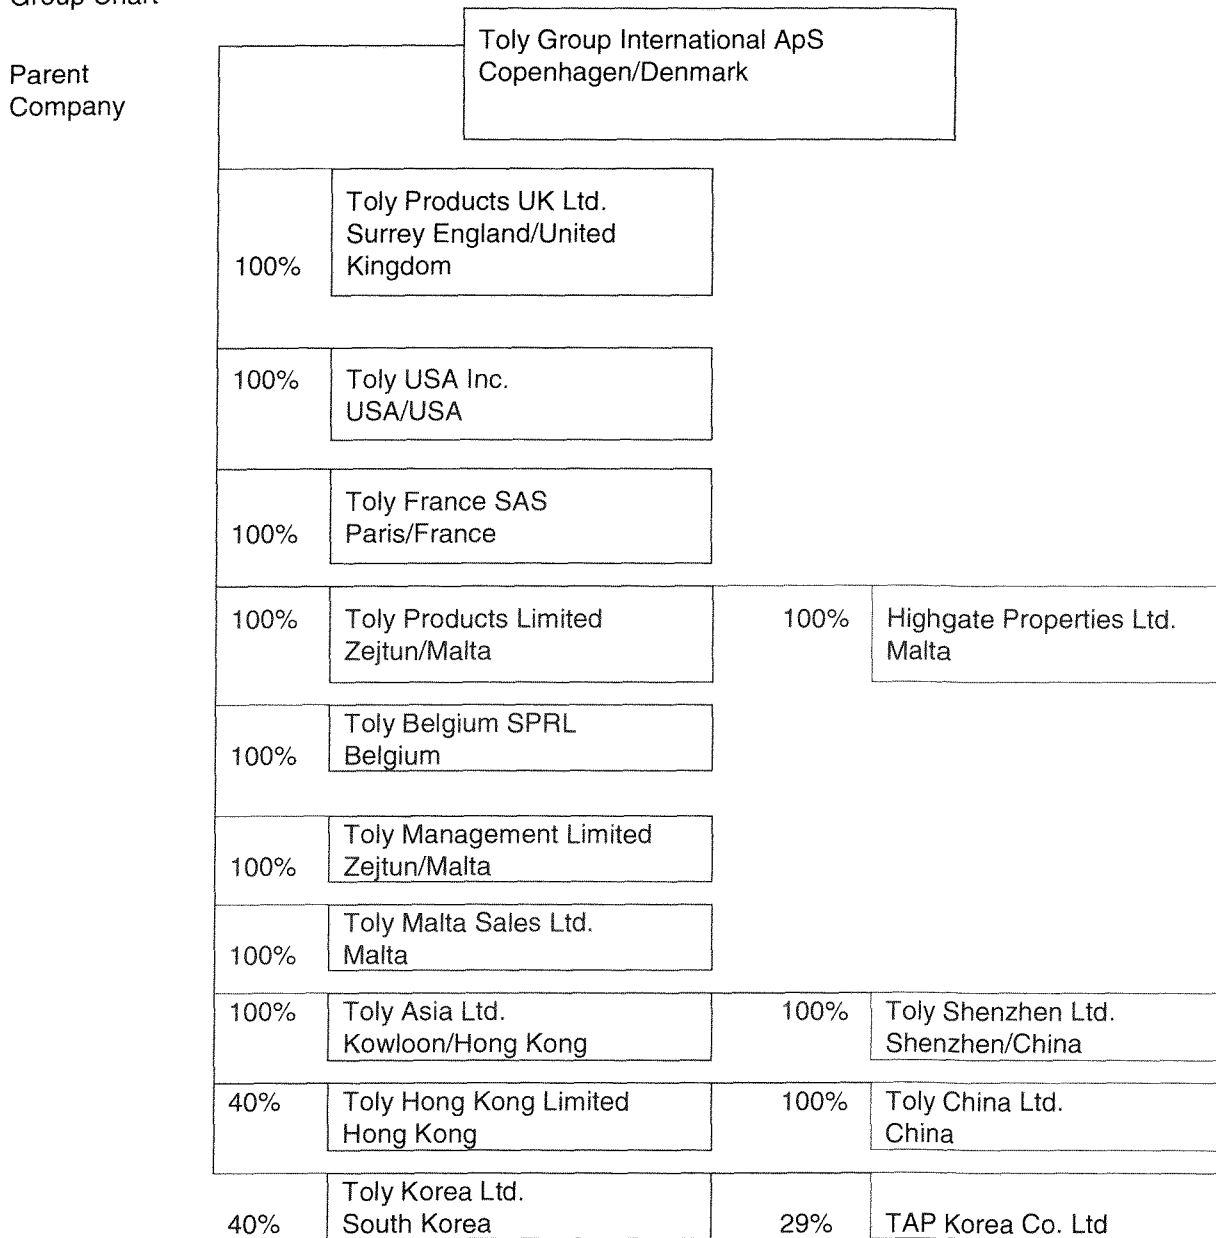 Group Chart
Toly Group International ApS
Copenhagen/Denmark
Parent
Company
Toly Products UK Ltd.
Surrey England/United
100% Kingdom
100% Toly USA Inc.
USA/USA
Toly France SAS
100% Paris/France
100% Toly Products Limited 100% Highgate Properties Ltd.
Zejtun/Malta Malta
Toly Belgium SPRL
100% Belgium
Toly Management Limited
100% Zejtun/Malta
Toly Malta Sales Ltd.
100% Malta
100% Toly Asia Ltd. 100% Toly Shenzhen Ltd.
Kowloon/Hong Kong Shenzhen/China
40% Toly Hong Kong Limited 100% Toly China Ltd.
Hong Kong China
Toly Korea Ltd.
40% South Korea 29% TAP Korea Co. Ltd